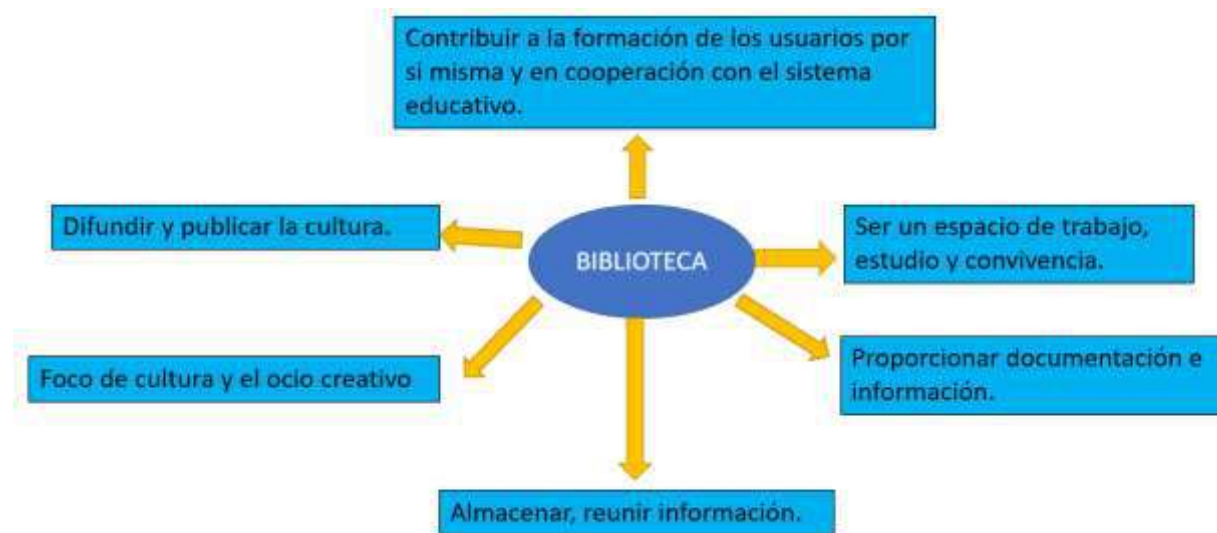 Contribuir a la formación de los usuarios por
si misma y en cooperación con el sistema
educativo.
Difundir y publicar la cultura.
BIBLIOTECA
Ser un espacio de trabajo,
estudio y convivencia.
Foco de cultura y el ocio creativo
Proporcionar documentación e
información.
Almacenar, reunir información.